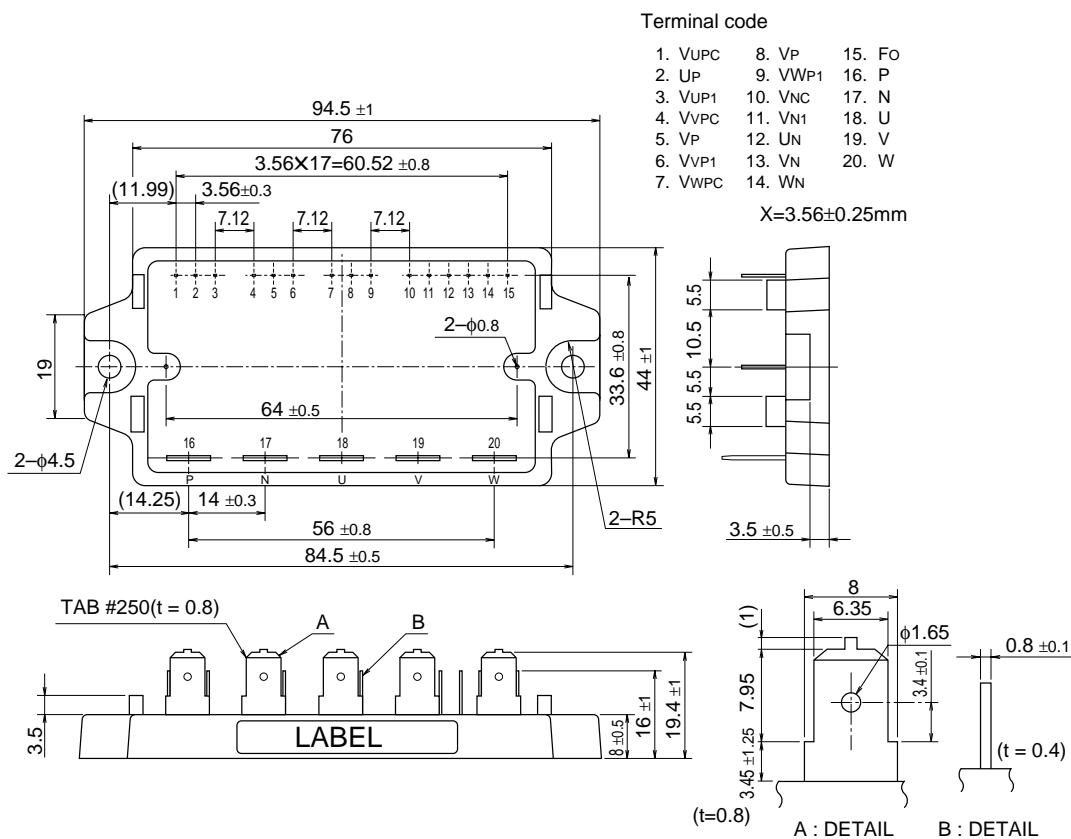 Terminal code
1. VUPC 8. VP 15. FO
2. UP 9. VWP1 16. P
3. VUP1 10. VNC 17. N
4. VVPC 11. VN1 18. U
5. VP 12. UN 19. V
6. VVP1 13. VN 20. W
7. VWPC 14. WN
X=3.56±0.25mm
94.5 ±1
76
3.56X17=60.52 ±0.8
(11.99) 3.56±0.3
7.12 7.12 7.12
1 2 3 4 5 6 7 8 9 10 11 12 13 14 15
2–ϕ0.8
19
33.6 ±0.8
44 ±1
64 ±0.5
16 17 18 19 20
P N U V W
2–ϕ4.5
(14.25) 14 ±0.3
2–R5
56 ±0.8
84.5 ±0.5
5.5
10.5
5.5
5.5
3.5 ±0.5
TAB #250(t = 0.8)
A B
3.5
LABEL
8 ±0.5
16 ±1
19.4 ±1
8
6.35
(1)
ϕ1.65
7.95
3.4 ±0.1
3.45 ±1.25
(t=0.8)
0.8 ±0.1
(t = 0.4)
A : DETAIL B : DETAIL